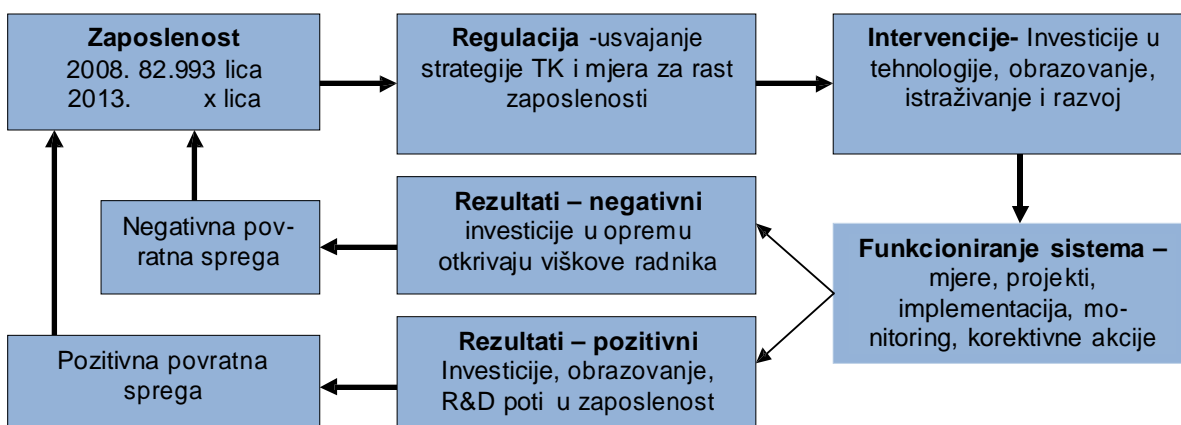 Zaposlenost
2008. 82.993 lica
2013. x lica
Regulacija -usvajanje
strategije TK i mjera za rast
zaposlenosti
Intervencije- Investicije u
tehnologije, obrazovanje,
istraživanje i razvoj
Negativna pov-
ratna sprega
Rezultati – negativni
investicije u opremu
otkrivaju viškove radnika
Funkcioniranje sistema –
mjere, projekti,
implementacija, mo-
nitoring, korektivne akcije
Pozitivna povratna
sprega
Rezultati – pozitivni
Investicije, obrazovanje,
R&D poti u zaposlenost